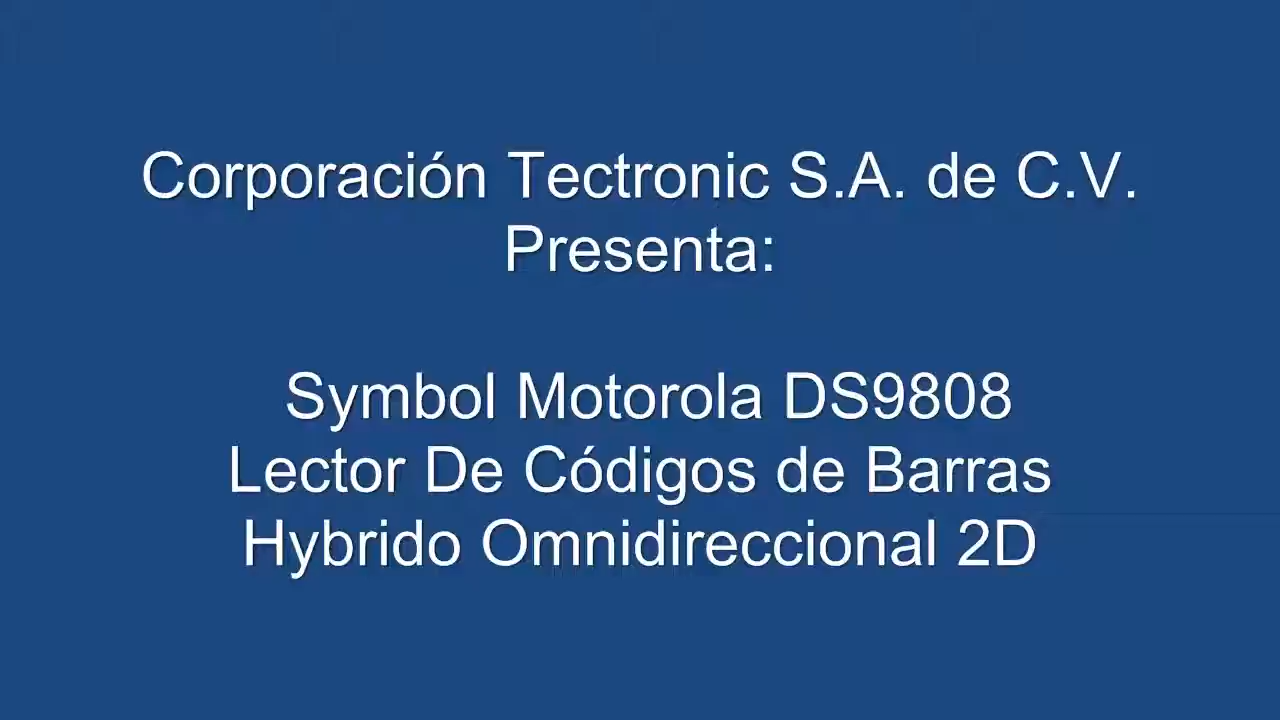 Corporación Tectronic S.A. de C.V.
Presenta:
Symbol Motorola DS9808
Lector De Códigos de Barras
Hybrido Omnidireccional 2D